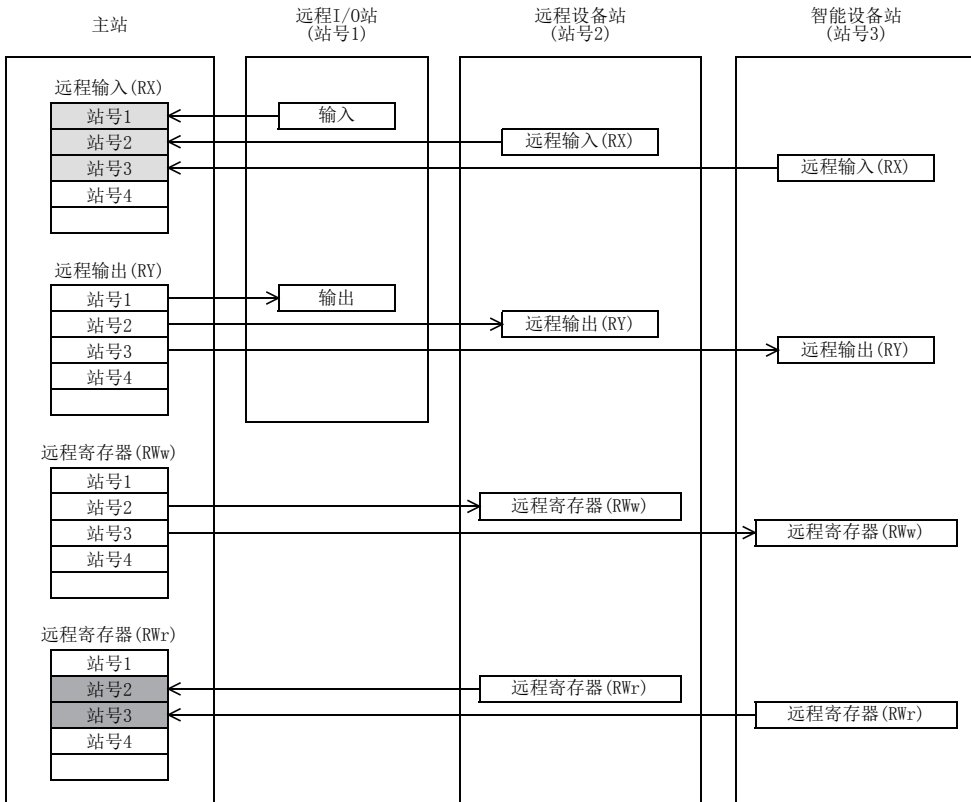 主站
远程I/O站
(站号1)
远程设备站
(站号2)
智能设备站
(站号3)
远程输入(RX)
站号1
输入
站号2
远程输入(RX)
站号3
远程输入(RX)
站号4
远程输出(RY)
站号1
输出
站号2
远程输出(RY)
站号3
远程输出(RY)
站号4
远程寄存器(RWw)
站号1
站号2
远程寄存器(RWw)
站号3
远程寄存器(RWw)
站号4
远程寄存器(RWr)
站号1
站号2
远程寄存器(RWr)
站号3
远程寄存器(RWr)
站号4